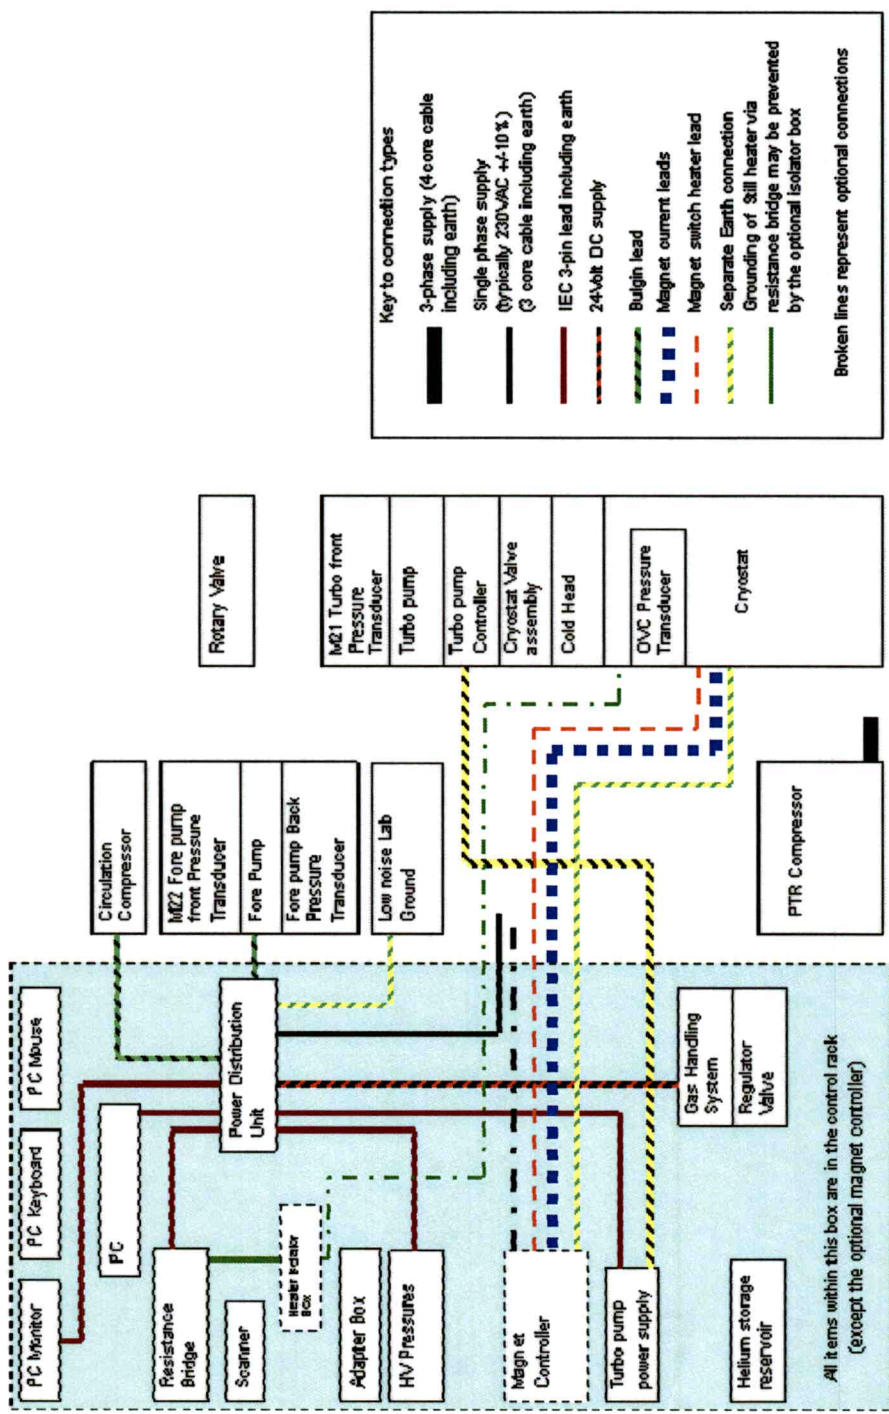 PC Monitor
PC Keyboard
PC Mouse
PC
Resistance
Bridge
Scanner
Heater Isolator
Box
Adapter Box
HV Pressures
Magnet
Controller
Turbo pump
power supply
Helium storage
reservoir
Power Distribution
Unit
Gas Handling
System
Regulator
Valve
All items within this box are in the control rack
(except the optional magnet controller)
Circulation
Compressor
M22 Fore pump
front Pressure
Transducer
Fore Pump
Fore pump Back
Pressure
Transducer
Low noise Lab
Ground
PTR Compressor
Rotary Valve
M21 Turbo front
Pressure
Transducer
Turbo pump
Turbo pump
Controller
Cryostat Valve
assembly
Cold Head
OVC Pressure
Transducer
Cryostat
Key to connection types
3-phase supply (4 core cable
including earth)
Single phase supply
(typically 230VAC +/-10%)
(3 core cable including earth)
IEC 3-pin lead including earth
24-Volt DC supply
Bulgin lead
Magnet current leads
Magnet switch heater lead
Separate Earth connection
Grounding of Still heater via
resistance bridge may be prevented
by the optional isolator box
Broken lines represent optional connections